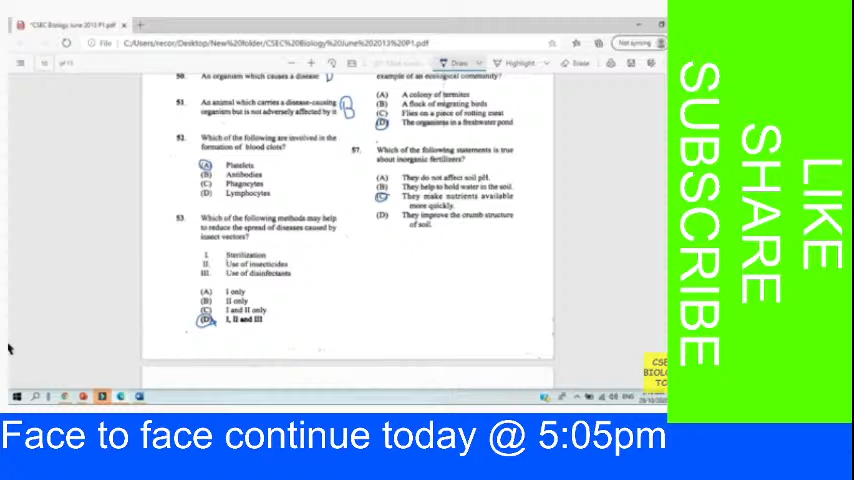 *CSEC Biology June 2013 P1.pdf
File
C:/Users/recor/Desktop/New%20folder/CSEC%20Biology%20June%202013%20P1.pdf
Not syncing
Draw
Highlight
Erase
50. An organism which causes a disease D
51. An animal which carries a disease-causing
organism but is not adversely affected by it B
52. Which of the following are involved in the
formation of blood clots?
(A) Platelets
(B) Antibodies
(C) Phagocytes
(D) Lymphocytes
53. Which of the following methods may help
to reduce the spread of diseases caused by
insect vectors?
I. Sterilization
II. Use of insecticides
III. Use of disinfectants
(A) I only
(B) II only
(C) I and II only
(D) I, II and III
example of an ecological community?
(A) A colony of termites
(B) A flock of migrating birds
(C) Flies on a piece of rotting meat
(D) The organisms in a freshwater pond
57. Which of the following statements is true
about inorganic fertilizers?
(A) They do not affect soil pH.
(B) They help to hold water in the soil.
(C) They make nutrients available
more quickly.
(D) They improve the crumb structure
of soil.
ENG
LIKE
SHARE
SUBSCRIBE
Face to face continue today @ 5:05pm